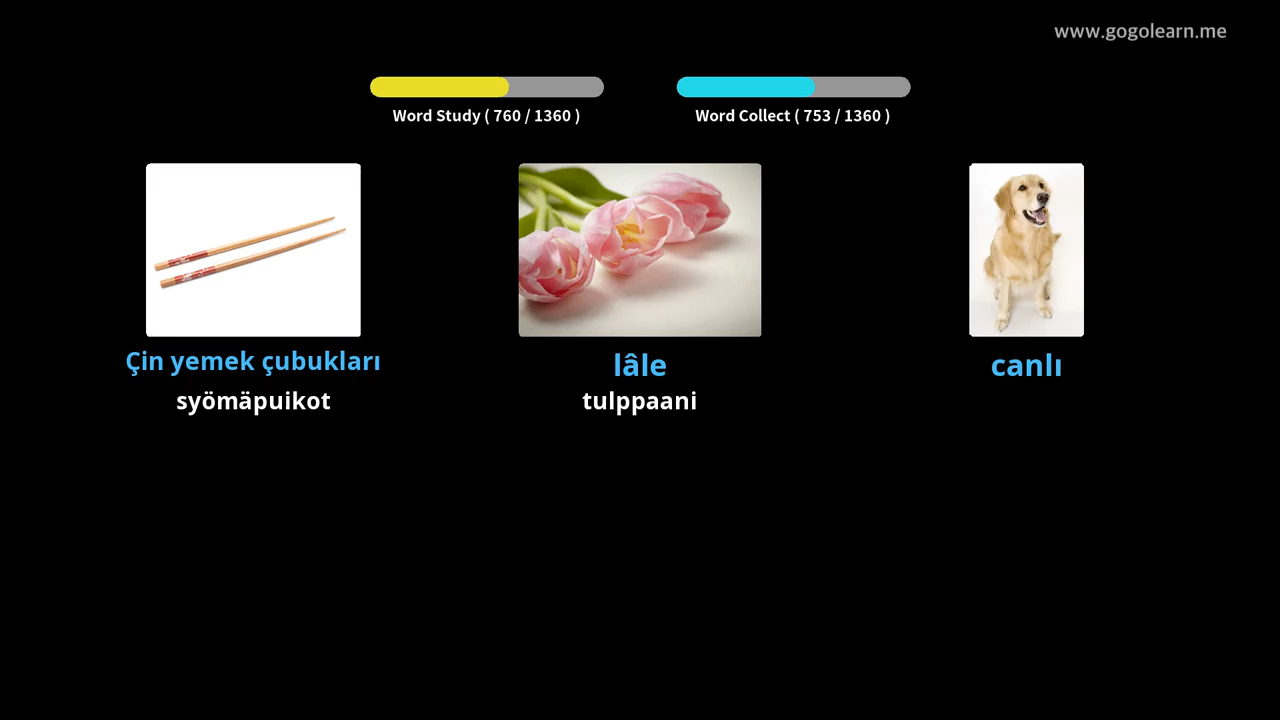 www.gogolearn.me
Word Study ( 760 / 1360 )
Word Collect ( 753 / 1360 )
Çin yemek çubukları
syömäpuikot
lâle
tulppaani
canlı